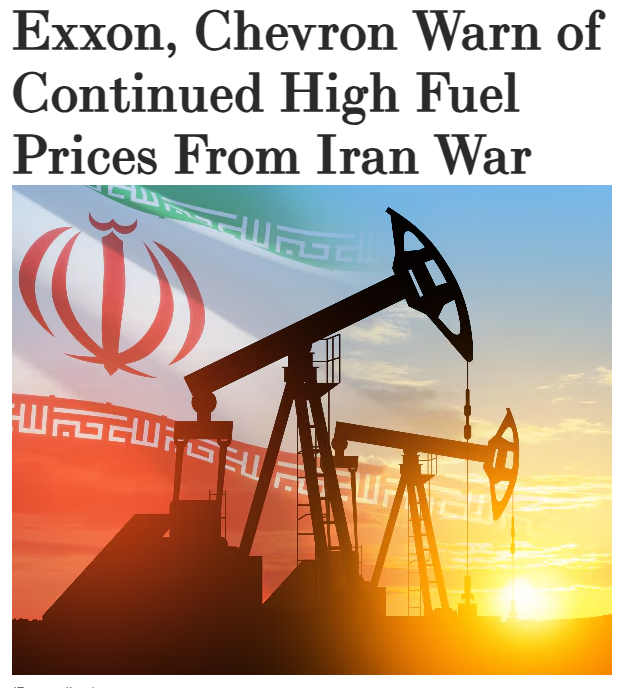 Exxon, Chevron Warn of
Continued High Fuel
Prices From Iran War